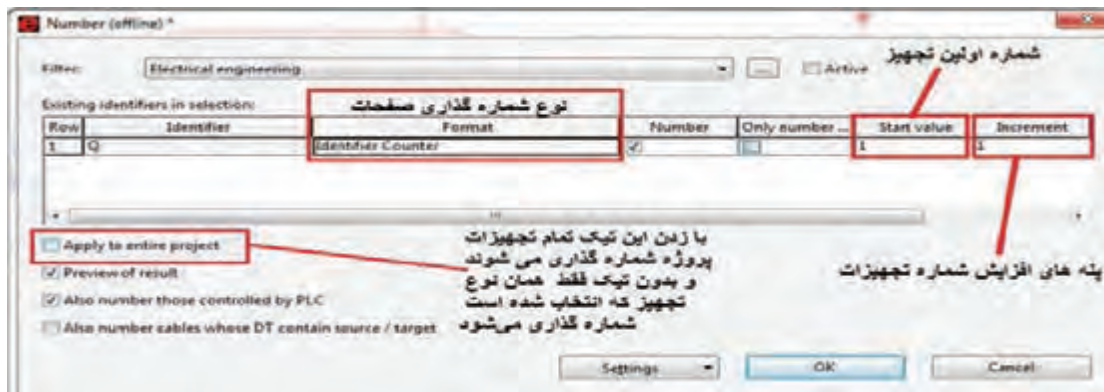 Number (offline) *
شماره اولین تجهیز
Filter: Electrical engineering ... Active
Existing identifiers in selection:
نوع شماره گذاری صفحات
Row Identifier Format Number Only number ... Start value Increment
1 Q Identifier Counter 1 1
Apply to entire project
Preview of result
Also number those controlled by PLC
Also number cables whose DT contain source / target
با زدن این تیک تمام تجهیزات
پروژه شماره گذاری می شوند
و بدون تیک فقط همان نوع
تجهیز که انتخاب شده است
شماره گذاری می‌شود
پله های افزایش شماره تجهیزات
Settings OK Cancel